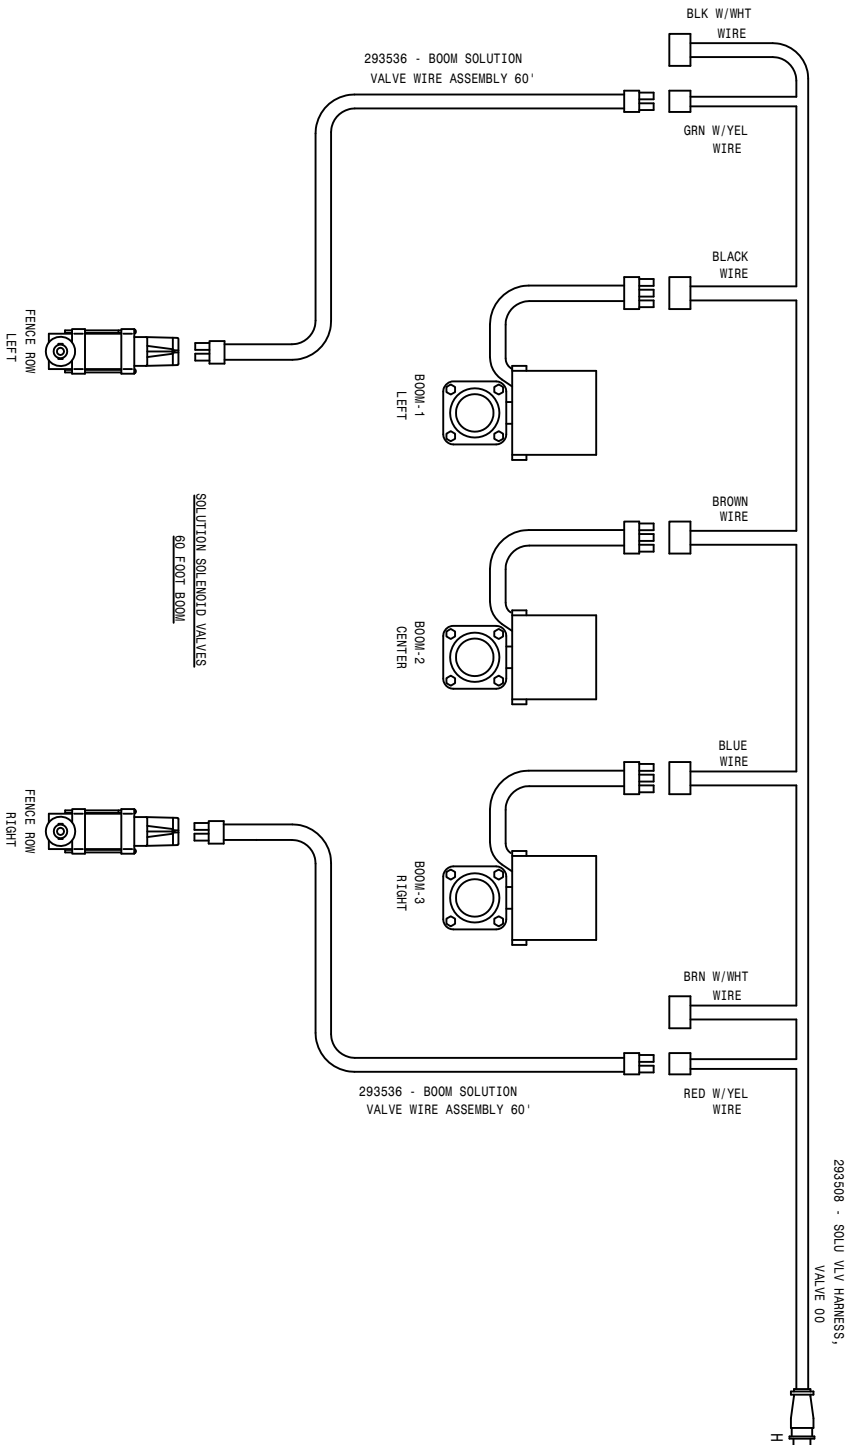 BLK W/WHT
WIRE
293536 - BOOM SOLUTION
VALVE WIRE ASSEMBLY 60'
GRN W/YEL
WIRE
BLACK
WIRE
FENCE ROW
LEFT
BOOM-1
LEFT
BROWN
WIRE
SOLUTION SOLENOID VALVES
60 FOOT BOOM
BOOM-2
CENTER
BLUE
WIRE
FENCE ROW
RIGHT
BOOM-3
RIGHT
BRN W/WHT
WIRE
293536 - BOOM SOLUTION
VALVE WIRE ASSEMBLY 60'
RED W/YEL
WIRE
293508 - SOLU VLV HARNESS,
VALVE 00
H